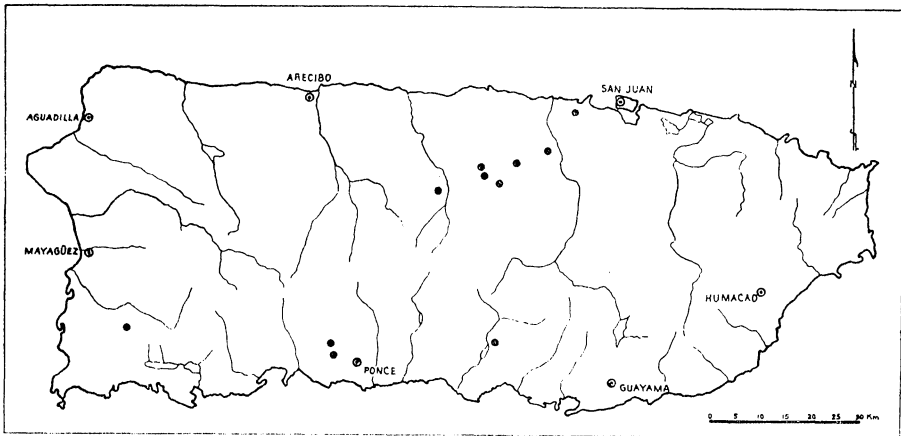 ARECIBO
SAN JUAN
AGUADILLA
N
MAYAGÜEZ
HUMACAO
PONCE
GUAYAMA
0 5 10 15 20 25 30 Km